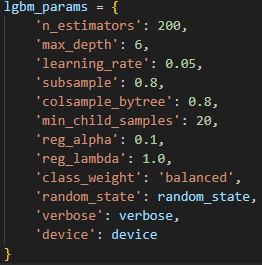 lgbm_params = {
'n_estimators': 200,
'max_depth': 6,
'learning_rate': 0.05,
'subsample': 0.8,
'colsample_bytree': 0.8,
'min_child_samples': 20,
'reg_alpha': 0.1,
'reg_lambda': 1.0,
'class_weight': 'balanced',
'random_state': random_state,
'verbose': verbose,
'device': device
}